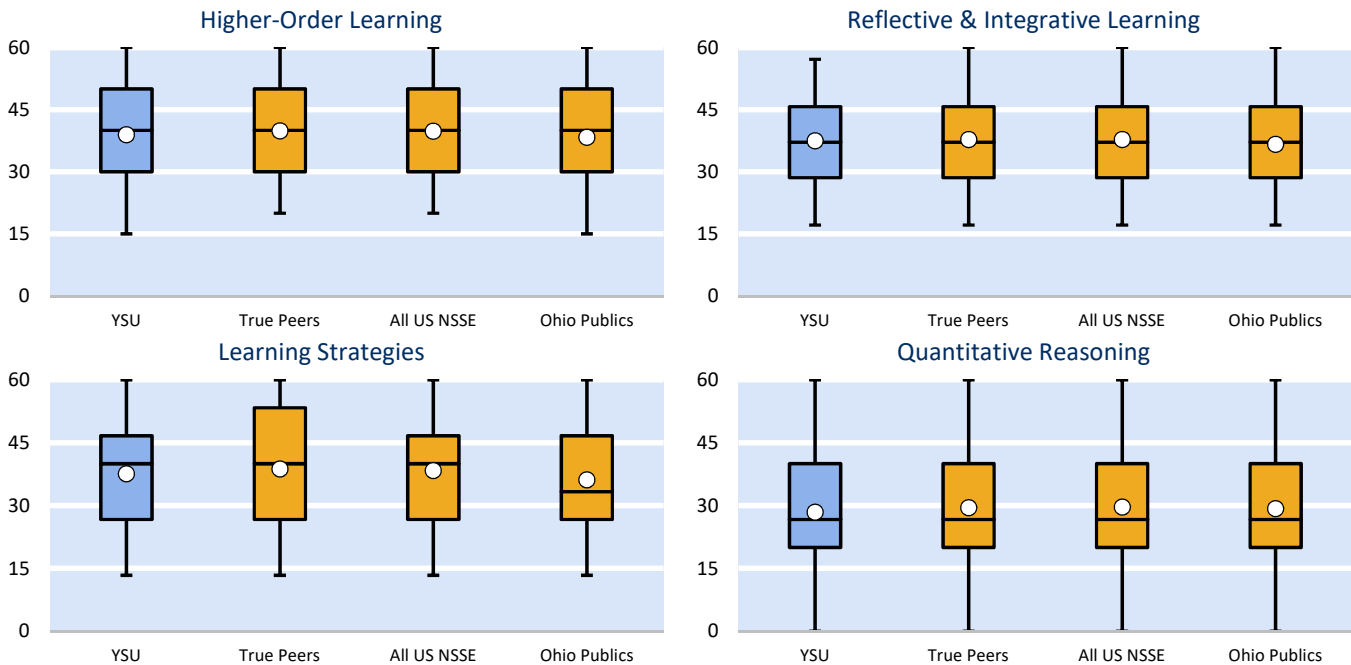 Higher-Order Learning
60
45
30
15
0
YSU True Peers All US NSSE Ohio Publics
Reflective & Integrative Learning
60
45
30
15
0
YSU True Peers All US NSSE Ohio Publics
Learning Strategies
60
45
30
15
0
YSU True Peers All US NSSE Ohio Publics
Quantitative Reasoning
60
45
30
15
0
YSU True Peers All US NSSE Ohio Publics